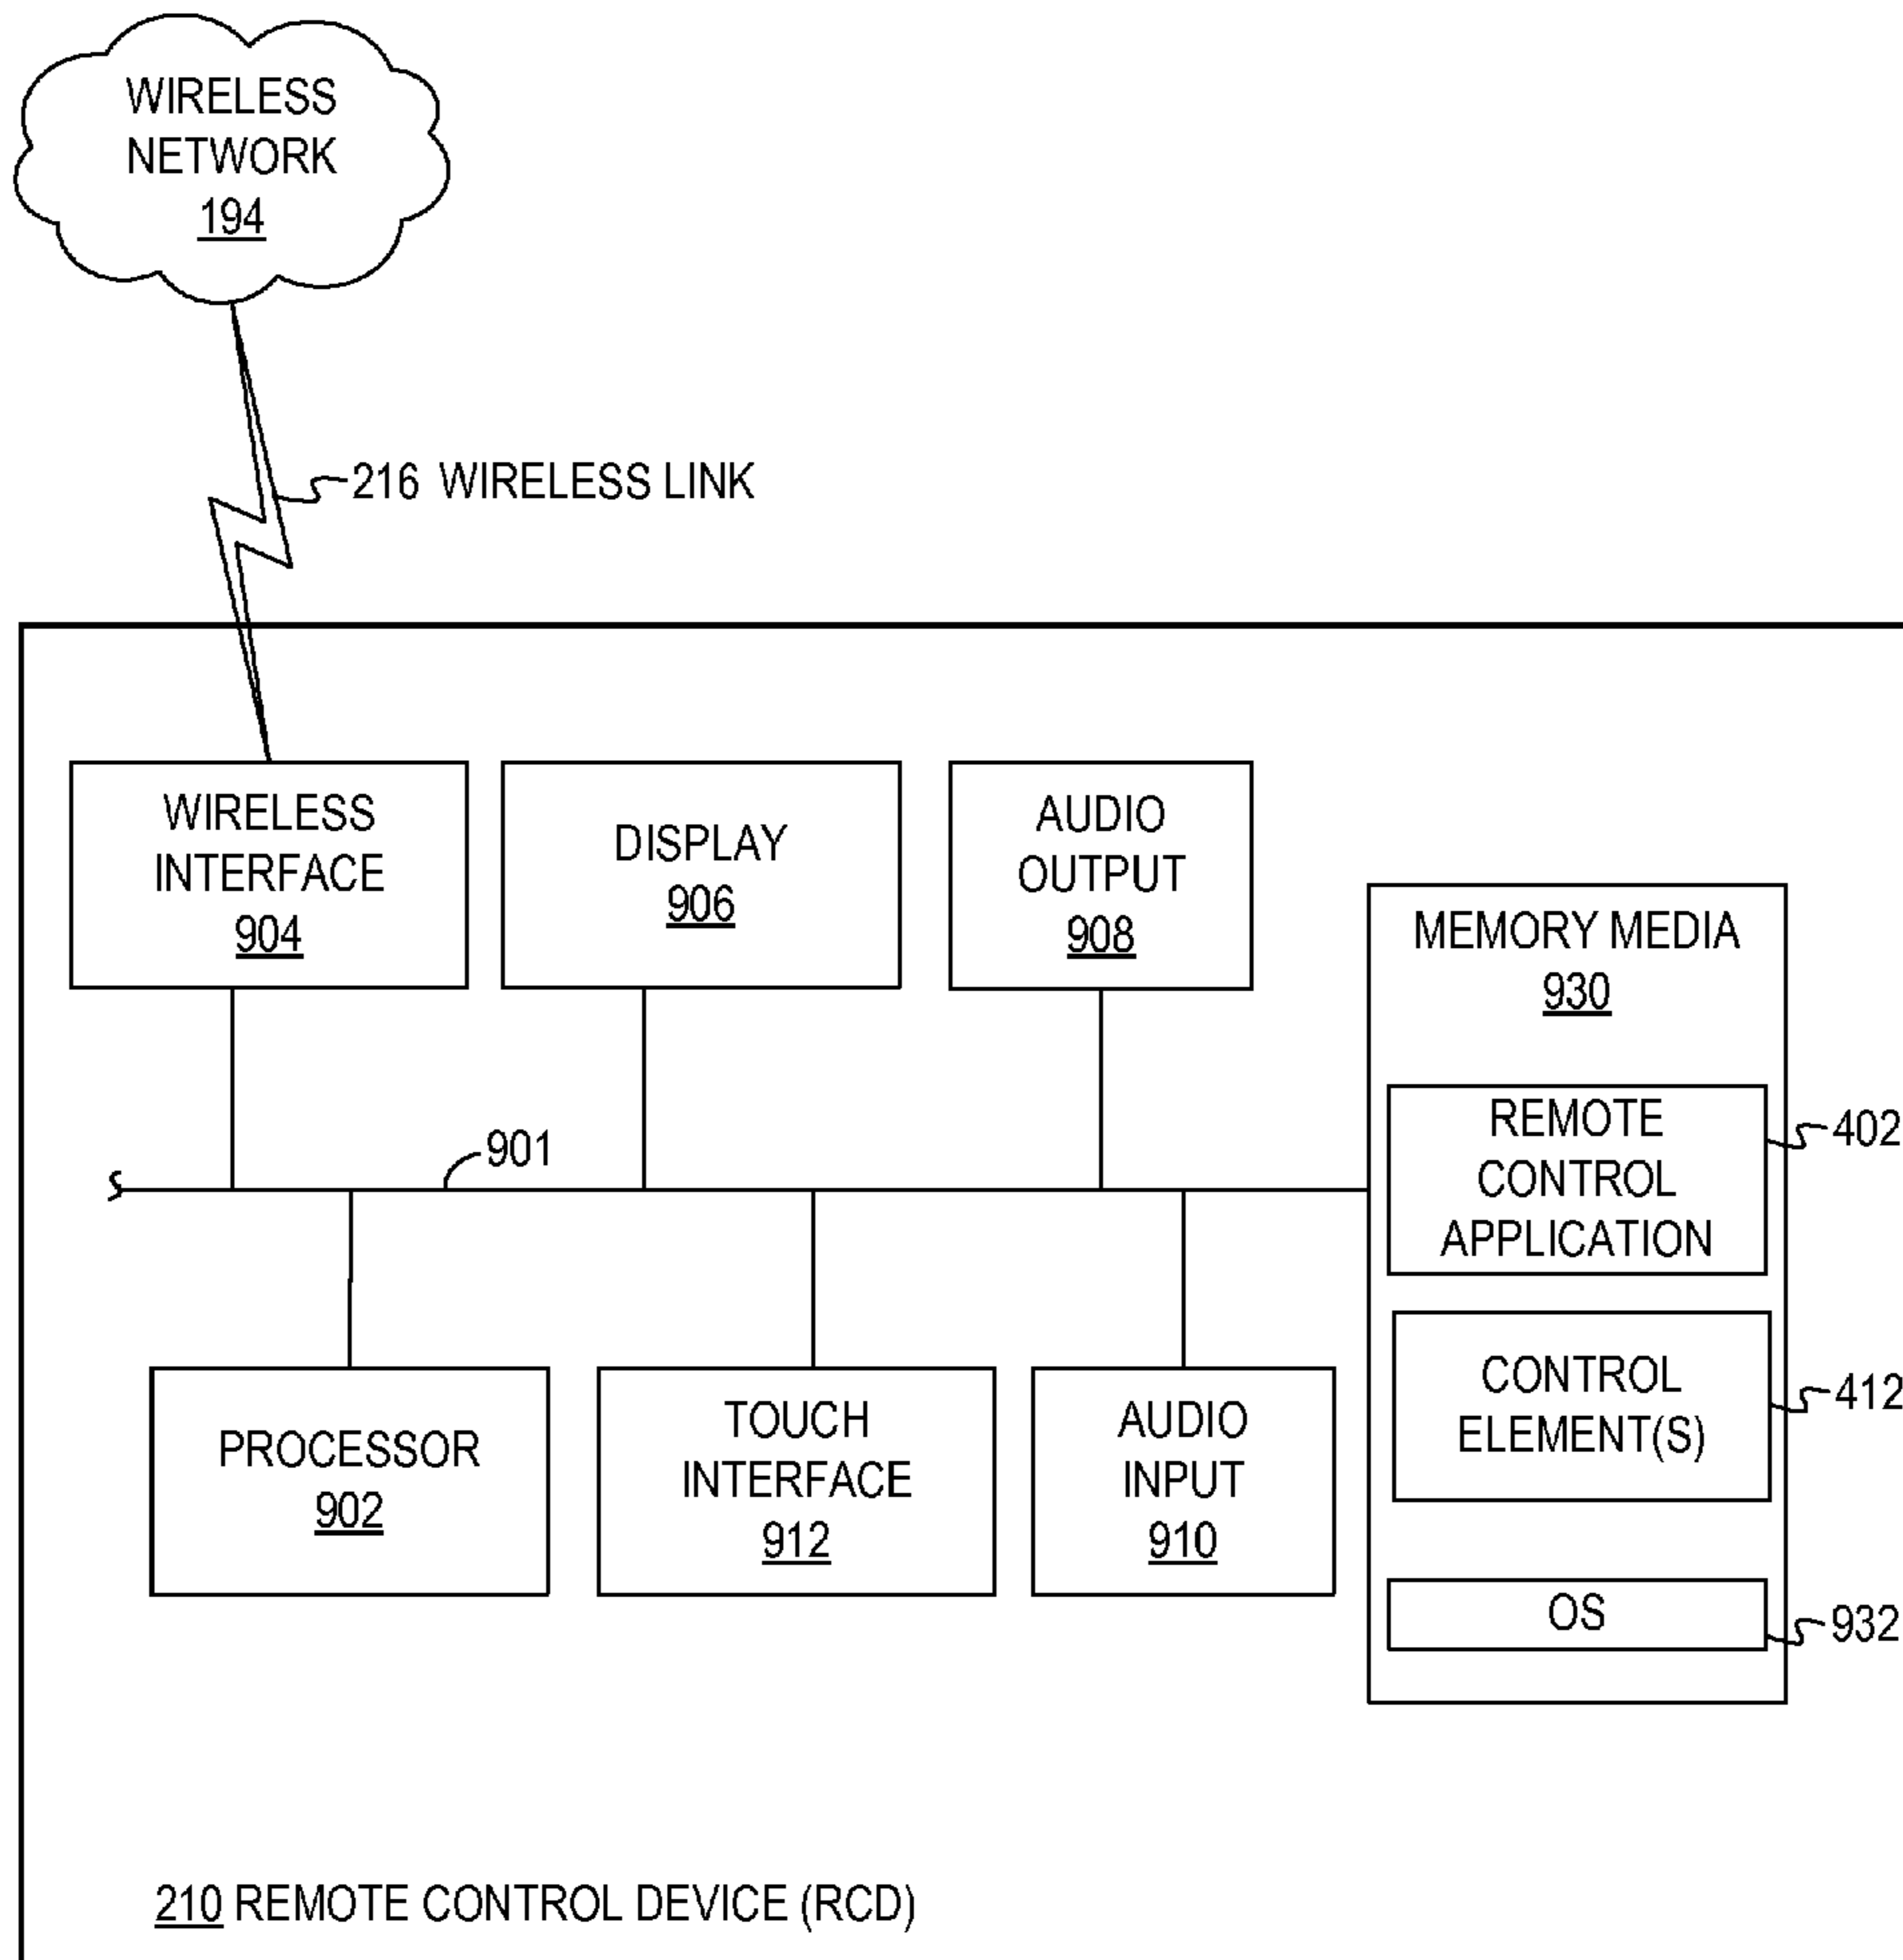 WIRELESS
NETWORK
194
216 WIRELESS LINK
WIRELESS
INTERFACE
904
DISPLAY
906
AUDIO
OUTPUT
908
MEMORY MEDIA
930
REMOTE
CONTROL
APPLICATION
402
901
CONTROL
ELEMENT(S)
412
PROCESSOR
902
TOUCH
INTERFACE
912
AUDIO
INPUT
910
OS
932
210 REMOTE CONTROL DEVICE (RCD)